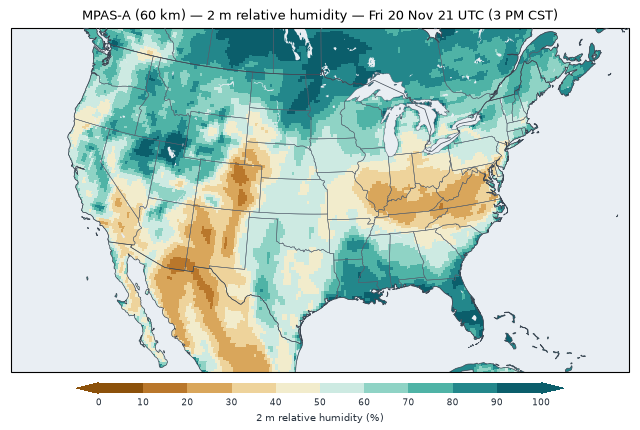 MPAS-A (60 km) — 2 m relative humidity — Fri 20 Nov 21 UTC (3 PM CST)
0 10 20 30 40 50 60 70 80 90 100
2 m relative humidity (%)